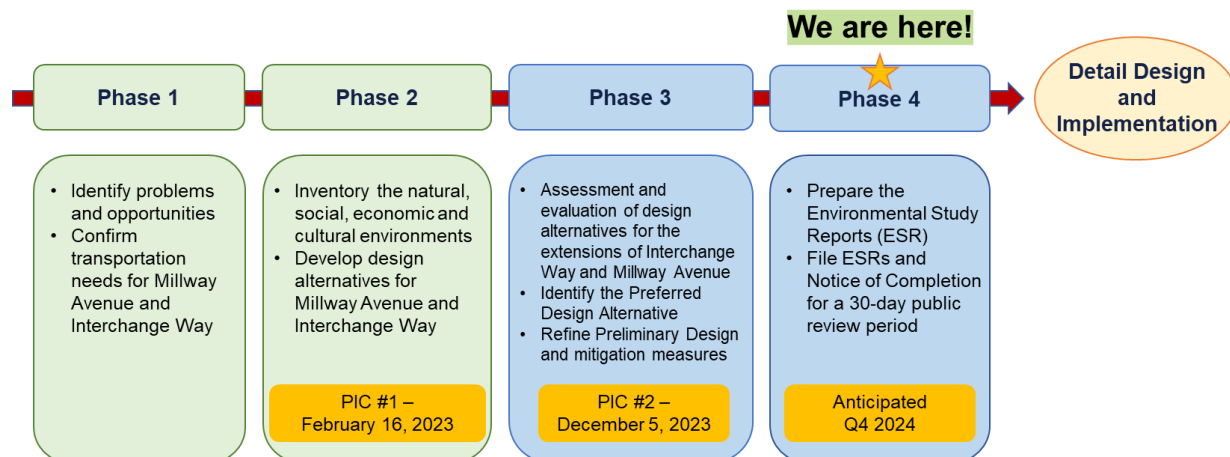 We are here!
Phase 1
Phase 2
Phase 3
Phase 4
Detail Design
and
Implementation
• Identify problems
and opportunities
• Confirm
transportation
needs for Millway
Avenue and
Interchange Way
• Inventory the natural,
social, economic and
cultural environments
• Develop design
alternatives for
Millway Avenue and
Interchange Way
PIC #1 –
February 16, 2023
• Assessment and
evaluation of design
alternatives for the
extensions of Interchange
Way and Millway Avenue
• Identify the Preferred
Design Alternative
• Refine Preliminary Design
and mitigation measures
PIC #2 –
December 5, 2023
• Prepare the
Environmental Study
Reports (ESR)
• File ESRs and
Notice of Completion
for a 30-day public
review period
Anticipated
Q4 2024